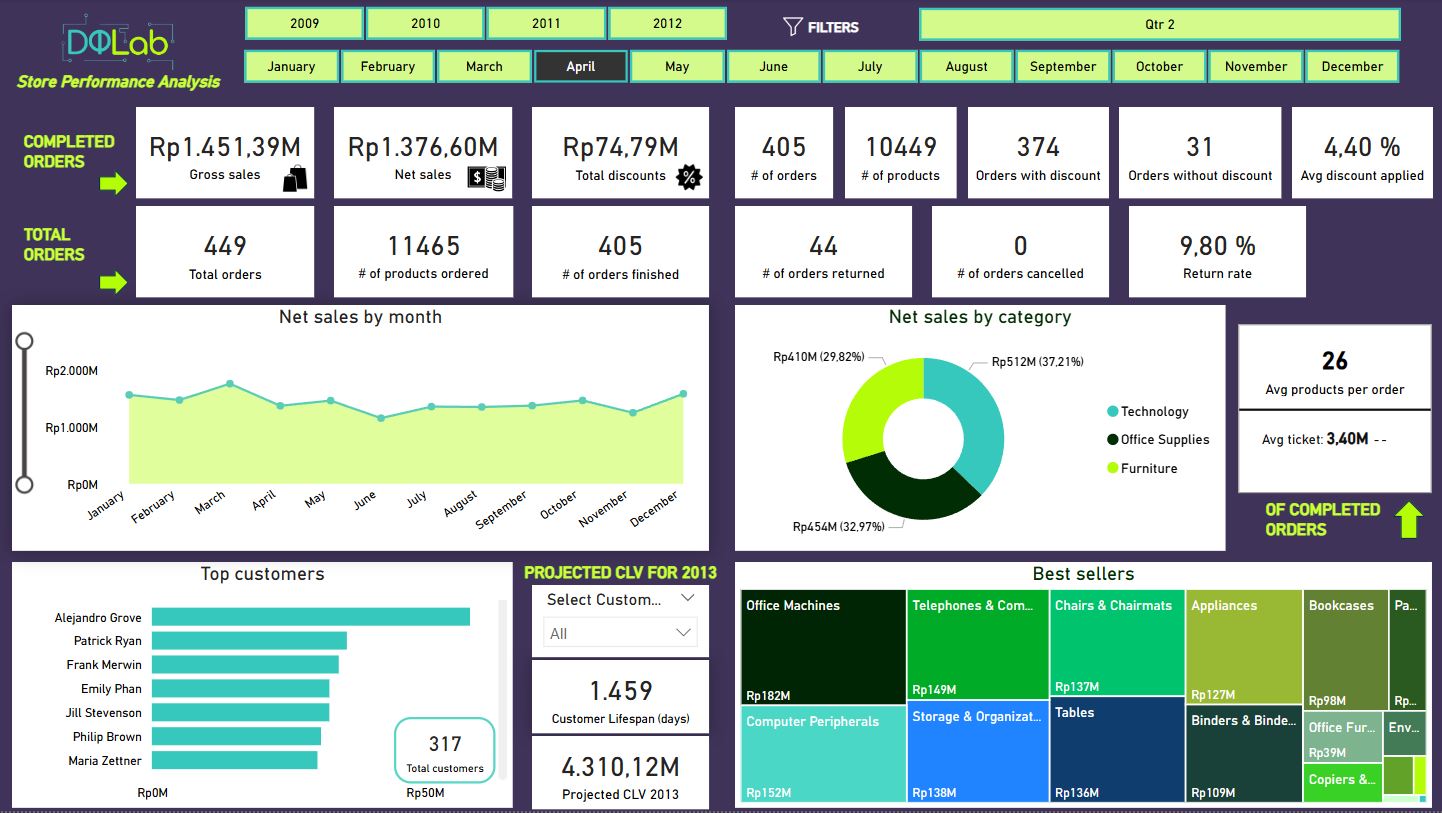 DQLab
Store Performance Analysis
2009
2010
2011
2012
FILTERS
Qtr 2
January
February
March
April
May
June
July
August
September
October
November
December
COMPLETED
ORDERS
Rp1.451,39M
Gross sales
Rp1.376,60M
Net sales
$
Rp74,79M
Total discounts
%
405
# of orders
10449
# of products
374
Orders with discount
31
Orders without discount
4,40 %
Avg discount applied
TOTAL
ORDERS
449
Total orders
11465
# of products ordered
405
# of orders finished
44
# of orders returned
0
# of orders cancelled
9,80 %
Return rate
Net sales by month
Rp2.000M
Rp1.000M
Rp0M
January
February
March
April
May
June
July
August
September
October
November
December
Net sales by category
Rp410M (29,82%)
Rp512M (37,21%)
Rp454M (32,97%)
Technology
Office Supplies
Furniture
26
Avg products per order
Avg ticket: 3,40M --
OF COMPLETED
ORDERS
Top customers
Alejandro Grove
Patrick Ryan
Frank Merwin
Emily Phan
Jill Stevenson
Philip Brown
Maria Zettner
Rp0M
Rp50M
317
Total customers
PROJECTED CLV FOR 2013
Select Custom...
All
1.459
Customer Lifespan (days)
4.310,12M
Projected CLV 2013
Best sellers
Office Machines
Rp182M
Computer Peripherals
Rp152M
Telephones & Com...
Rp149M
Storage & Organizat...
Rp138M
Chairs & Chairmats
Rp137M
Tables
Rp136M
Appliances
Rp127M
Binders & Binde...
Rp109M
Bookcases
Rp98M
Pa...
Rp...
Office Fur...
Rp39M
Env...
Copiers &...